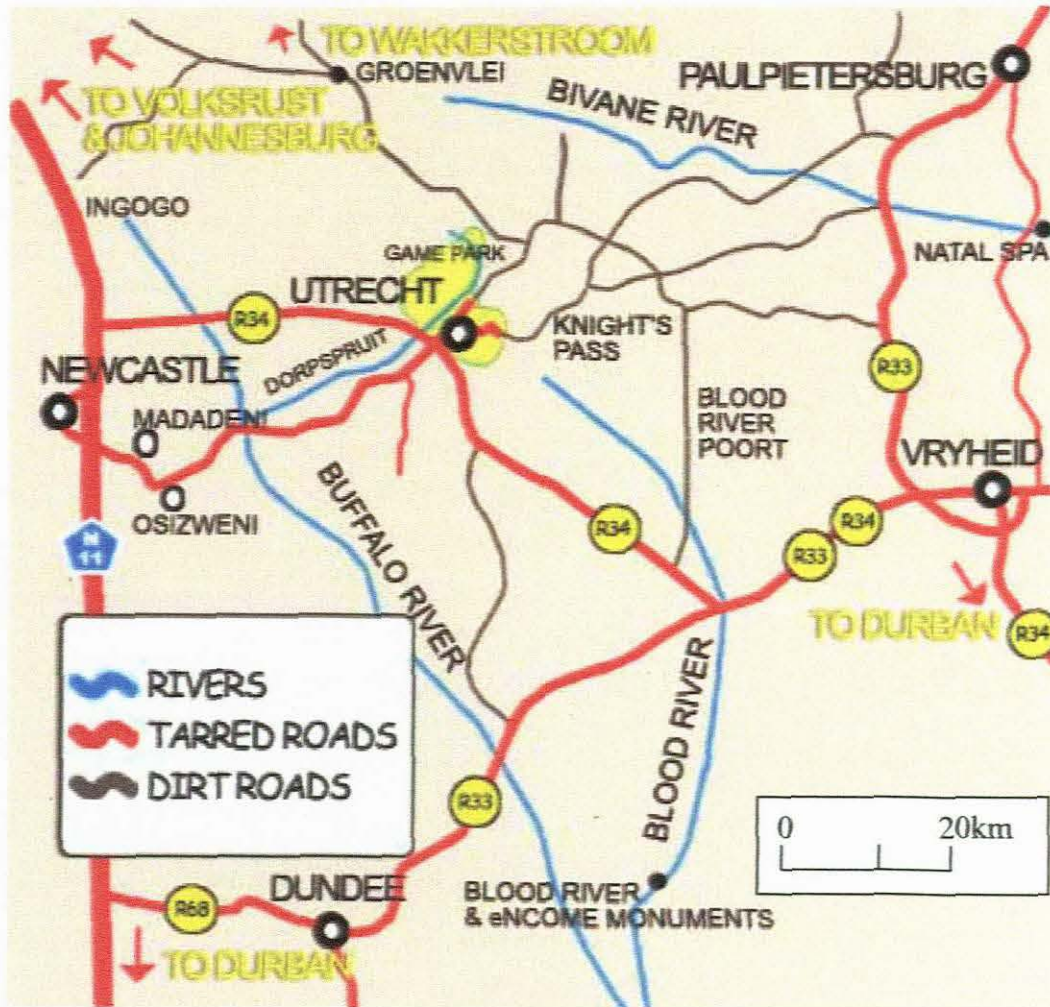 TO WAKKERSTROOM
GROENVLEI
PAULPIETERSBURG
TO VOLKSRUST
& JOHANNESBURG
BIVANE RIVER
INGOGO
GAME PARK
NATAL SPA
UTRECHT
R34
KNIGHT'S
PASS
DORPSPRUIT
NEWCASTLE
R33
MADADENI
BLOOD
RIVER
POORT
VRYHEID
OSIZWENI
BUFFALO RIVER
R34
R34
R33
N
11
TO DURBAN
R34
RIVERS
TARRED ROADS
DIRT ROADS
BLOOD RIVER
R33
0 20km
DUNDEE
BLOOD RIVER
& eNCOME MONUMENTS
R68
TO DURBAN